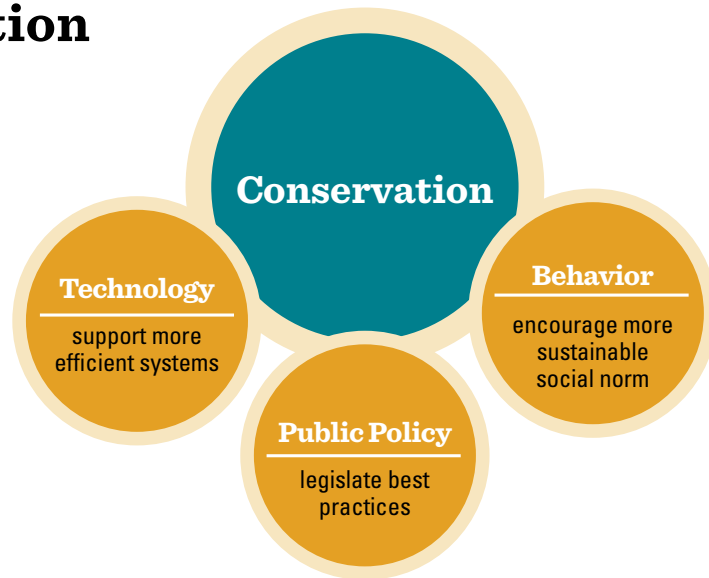 tion
Conservation
Technology
support more
efficient systems
Behavior
encourage more
sustainable
social norm
Public Policy
legislate best
practices